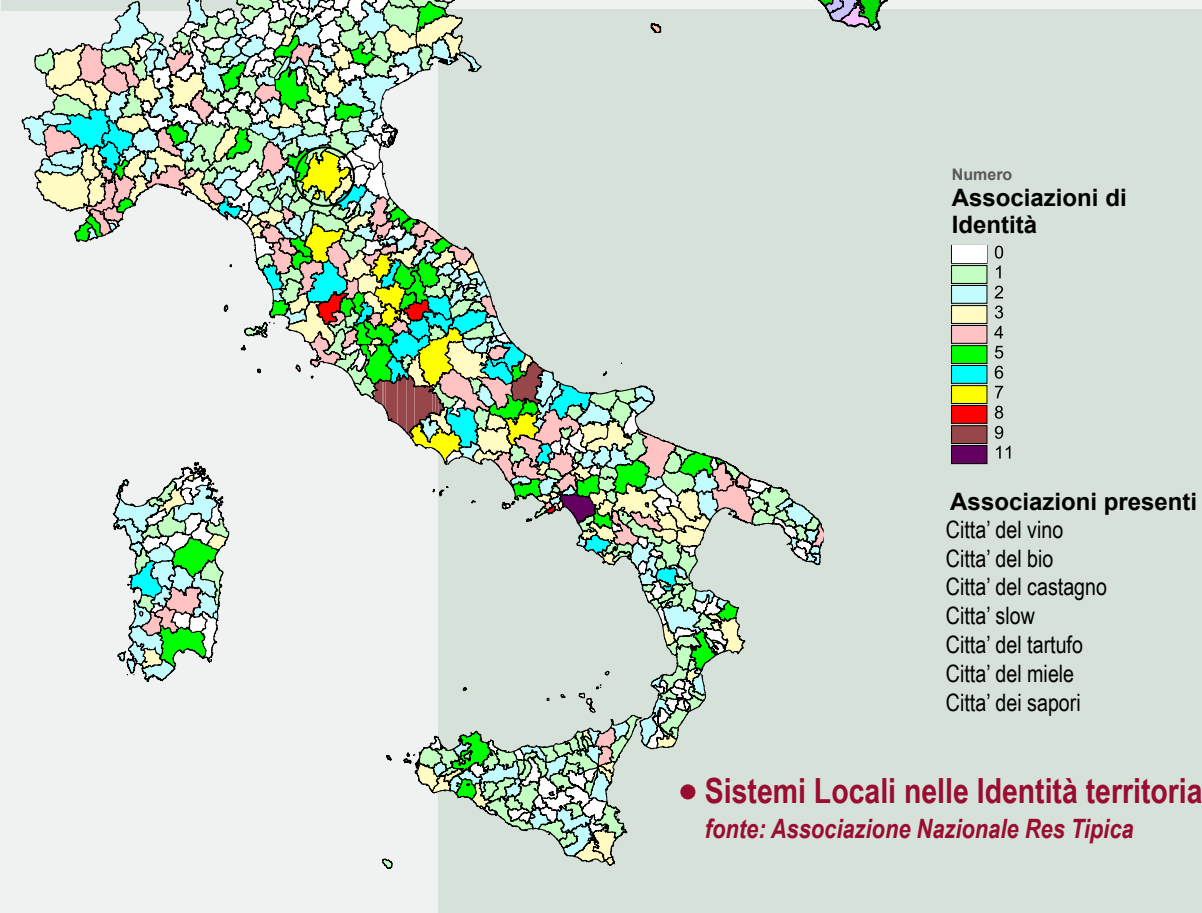 Numero
Associazioni di
Identità
0
1
2
3
4
5
6
7
8
9
11
Associazioni presenti
Citta' del vino
Citta' del bio
Citta' del castagno
Citta' slow
Citta' del tartufo
Citta' del miele
Citta' dei sapori
• Sistemi Locali nelle Identità territoria
fonte: Associazione Nazionale Res Tipica